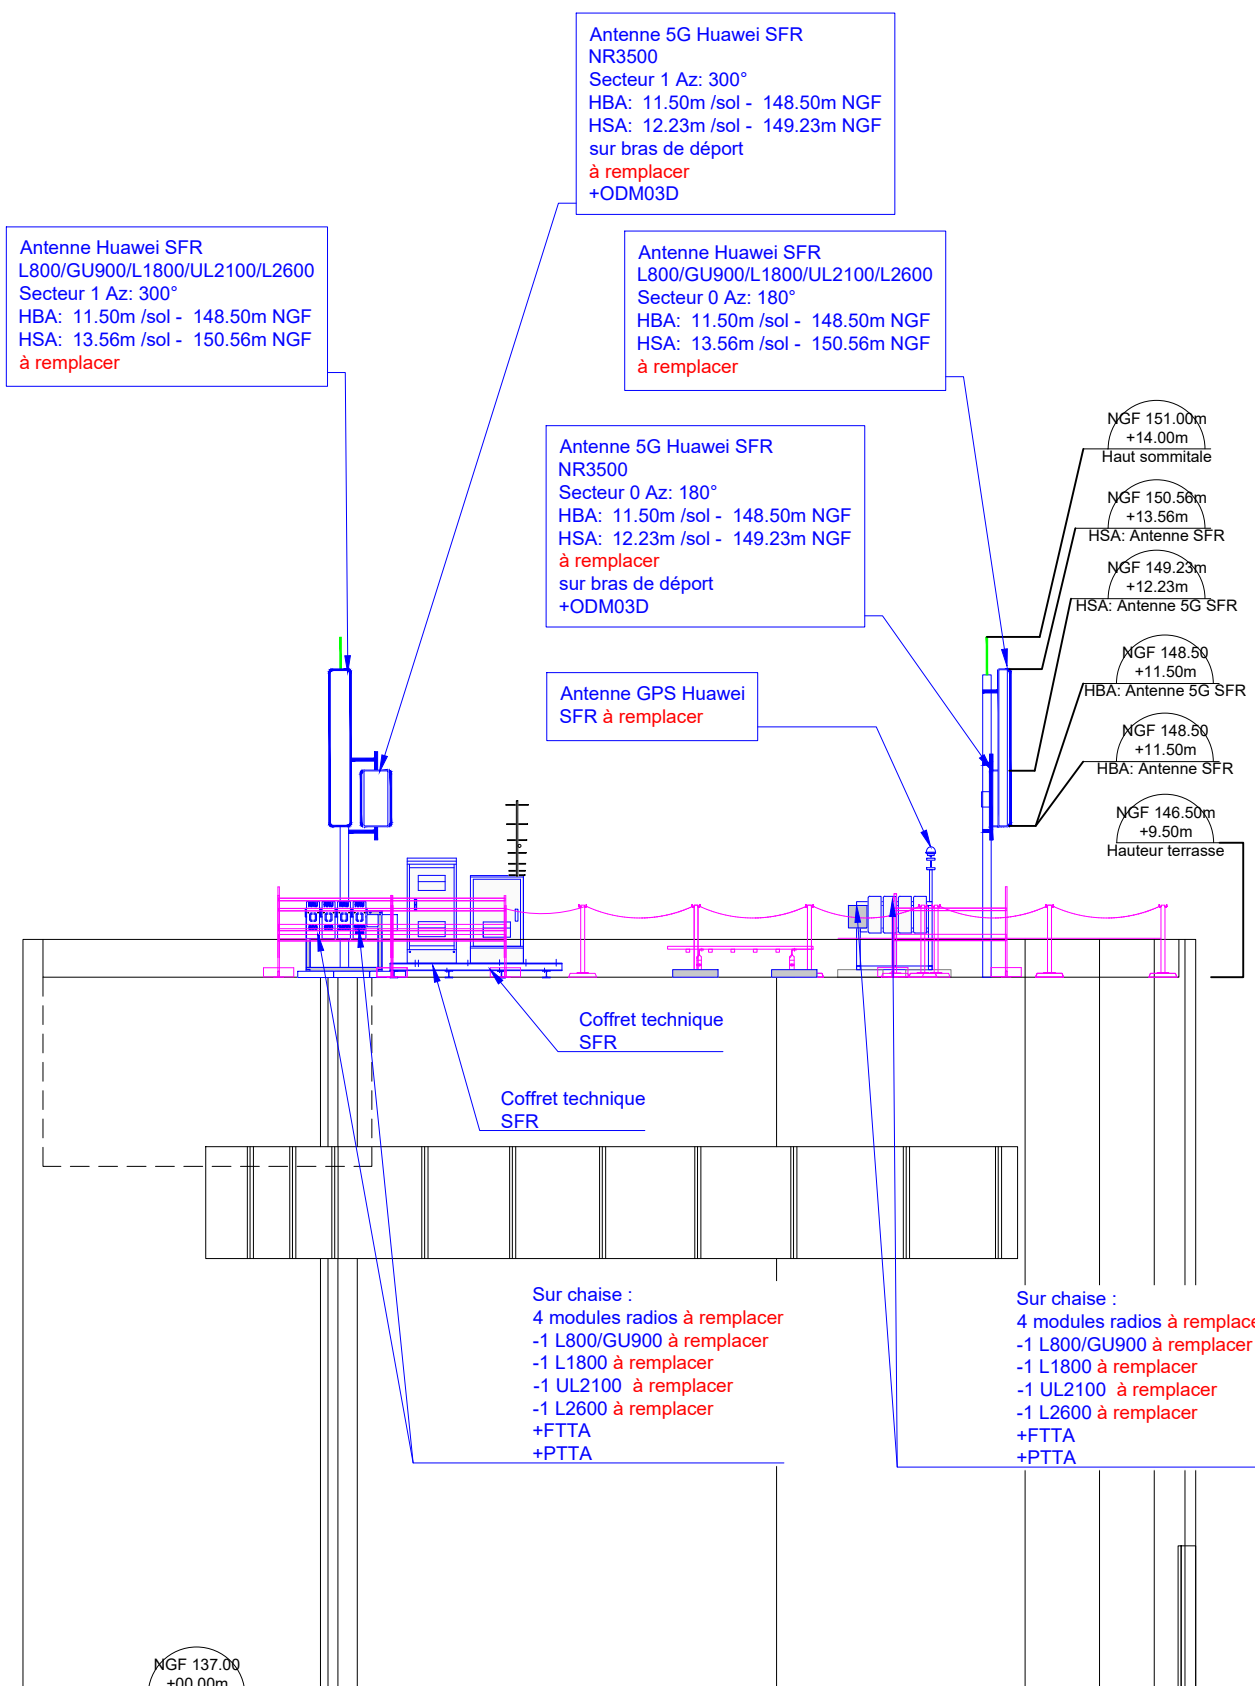 Antenne 5G Huawei SFR
NR3500
Secteur 1 Az: 300°
HBA: 11.50m /sol - 148.50m NGF
HSA: 12.23m /sol - 149.23m NGF
sur bras de déport
à remplacer
+ODM03D
Antenne Huawei SFR
L800/GU900/L1800/UL2100/L2600
Secteur 1 Az: 300°
HBA: 11.50m /sol - 148.50m NGF
HSA: 13.56m /sol - 150.56m NGF
à remplacer
Antenne Huawei SFR
L800/GU900/L1800/UL2100/L2600
Secteur 0 Az: 180°
HBA: 11.50m /sol - 148.50m NGF
HSA: 13.56m /sol - 150.56m NGF
à remplacer
Antenne 5G Huawei SFR
NR3500
Secteur 0 Az: 180°
HBA: 11.50m /sol - 148.50m NGF
HSA: 12.23m /sol - 149.23m NGF
à remplacer
sur bras de déport
+ODM03D
Antenne GPS Huawei
SFR à remplacer
NGF 151.00m
+14.00m
Haut sommitale
NGF 150.56m
+13.56m
HSA: Antenne SFR
NGF 149.23m
+12.23m
HSA: Antenne 5G SFR
NGF 148.50
+11.50m
HBA: Antenne 5G SFR
NGF 148.50
+11.50m
HBA: Antenne SFR
NGF 146.50m
+9.50m
Hauteur terrasse
Coffret technique
SFR
Coffret technique
SFR
Sur chaise :
4 modules radios à remplacer
-1 L800/GU900 à remplacer
-1 L1800 à remplacer
-1 UL2100 à remplacer
-1 L2600 à remplacer
+FTTA
+PTTA
Sur chaise :
4 modules radios à remplace
-1 L800/GU900 à remplacer
-1 L1800 à remplacer
-1 UL2100 à remplacer
-1 L2600 à remplacer
+FTTA
+PTTA
NGF 137.00
+00.00m